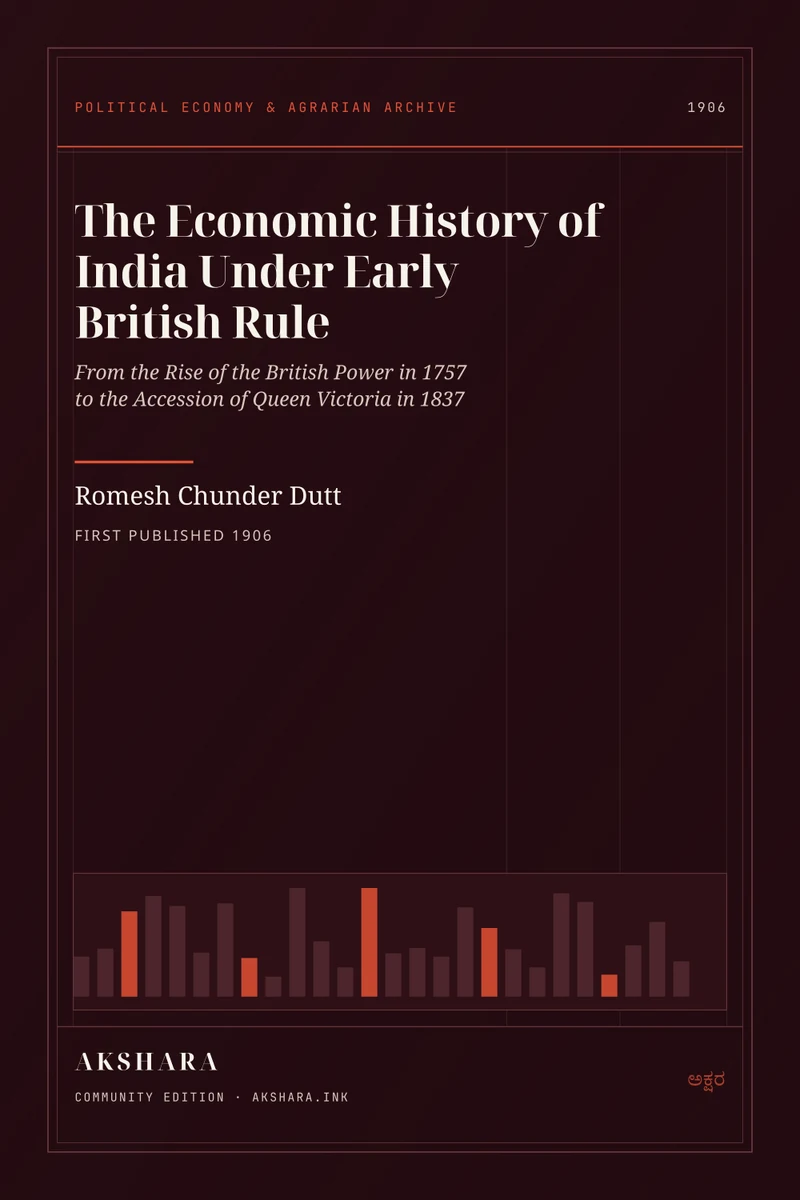 POLITICAL ECONOMY & AGRARIAN ARCHIVE
1906
The Economic History of
India Under Early
British Rule
From the Rise of the British Power in 1757
to the Accession of Queen Victoria in 1837
Romesh Chunder Dutt
FIRST PUBLISHED 1906
AKSHARA
COMMUNITY EDITION · AKSHARA.INK
ಅಕ್ಷರ